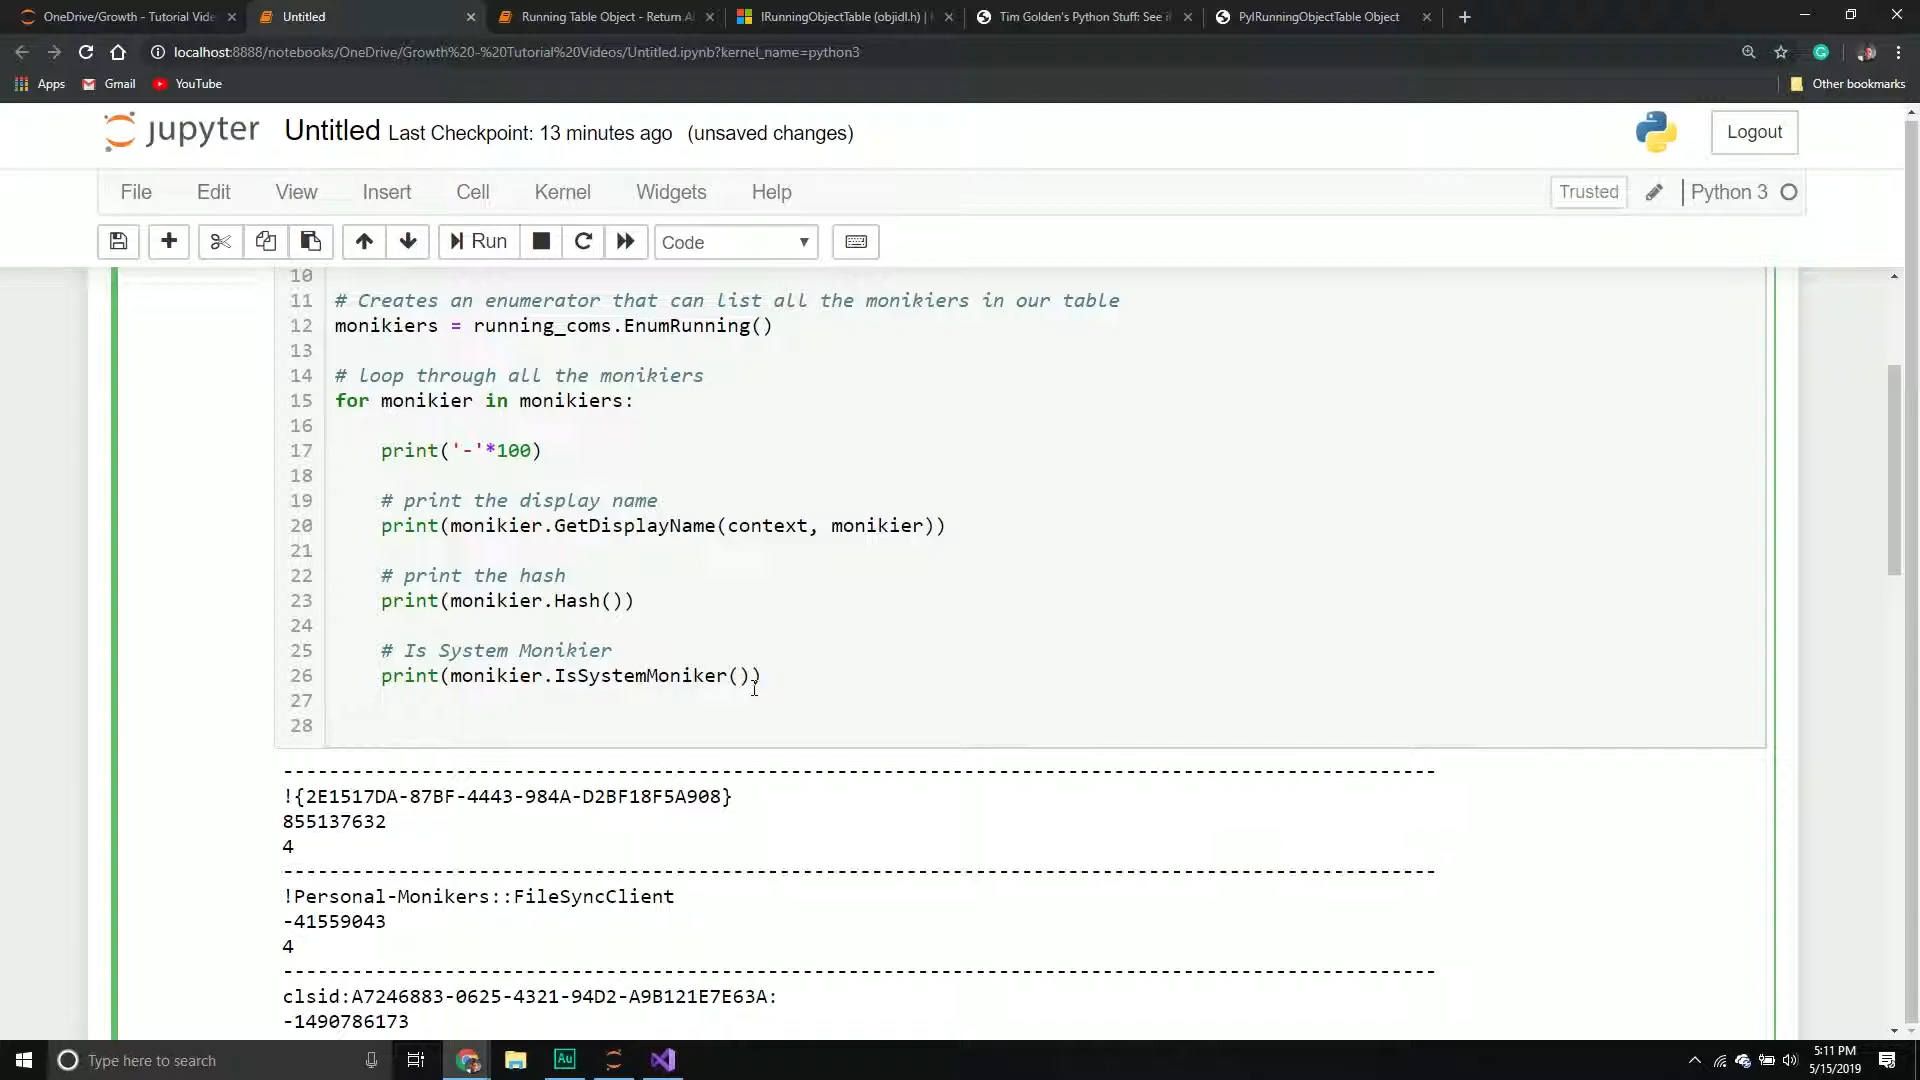 OneDrive/Growth - Tutorial Vide
Untitled
Running Table Object - Return A
IRunningObjectTable (objidl.h) |
Tim Golden's Python Stuff: See i
PyIRunningObjectTable Object
localhost:8888/notebooks/OneDrive/Growth%20-%20Tutorial%20Videos/Untitled.ipynb?kernel_name=python3
Apps
Gmail
YouTube
Other bookmarks
jupyter Untitled Last Checkpoint: 13 minutes ago (unsaved changes)
Logout
File Edit View Insert Cell Kernel Widgets Help
Trusted
Python 3
Run
Code
10
11 # Creates an enumerator that can list all the monikiers in our table
12 monikiers = running_coms.EnumRunning()
13
14 # loop through all the monikiers
15 for monikier in monikiers:
16
17 print('-'*100)
18
19 # print the display name
20 print(monikier.GetDisplayName(context, monikier))
21
22 # print the hash
23 print(monikier.Hash())
24
25 # Is System Monikier
26 print(monikier.IsSystemMoniker())
27
28
----------------------------------------------------------------------------------------------------
!{2E1517DA-87BF-4443-984A-D2BF18F5A908}
855137632
4
----------------------------------------------------------------------------------------------------
!Personal-Monikers::FileSyncClient
-41559043
4
----------------------------------------------------------------------------------------------------
clsid:A7246883-0625-4321-94D2-A9B121E7E63A:
-1490786173
Type here to search
Au
5:11 PM
5/15/2019